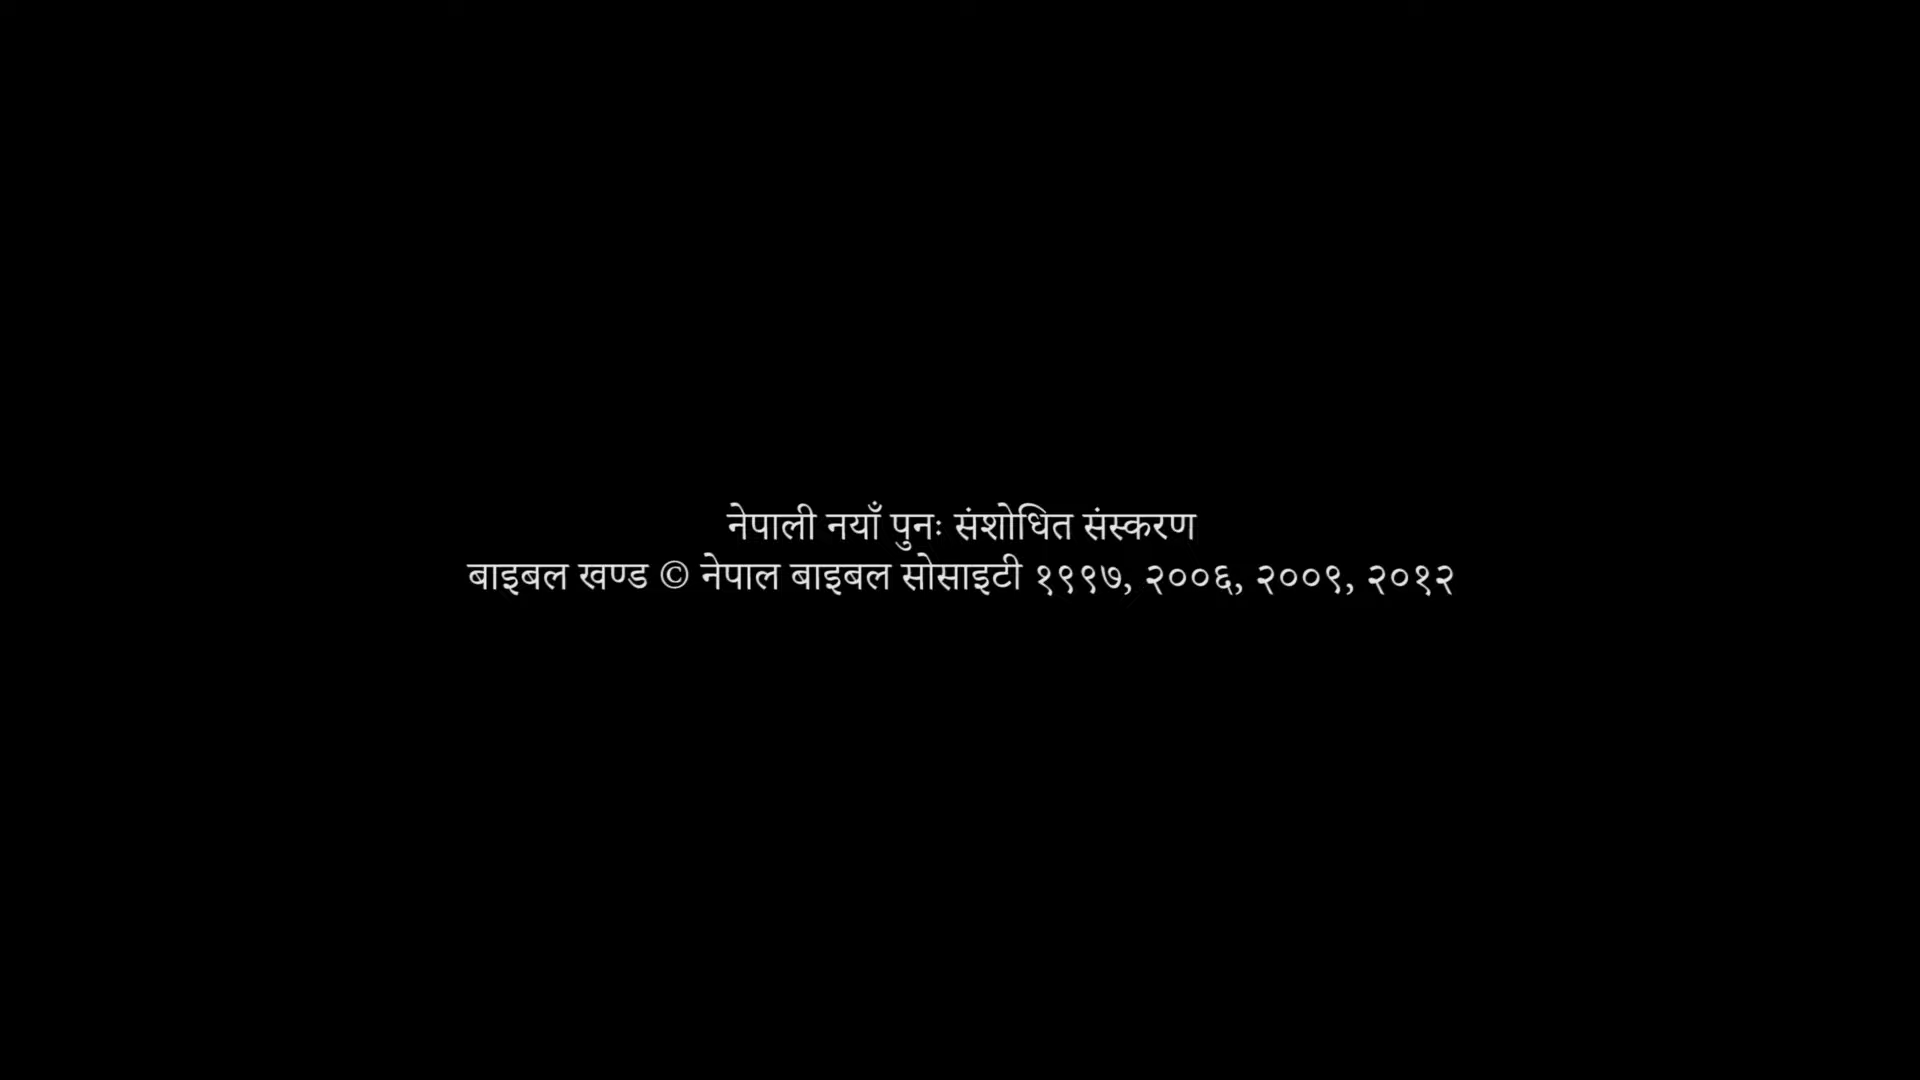 नेपाली नयाँ पुनः संशोधित संस्करण
बाइबल खण्ड © नेपाल बाइबल सोसाइटी १९९७, २००६, २००९, २०१२